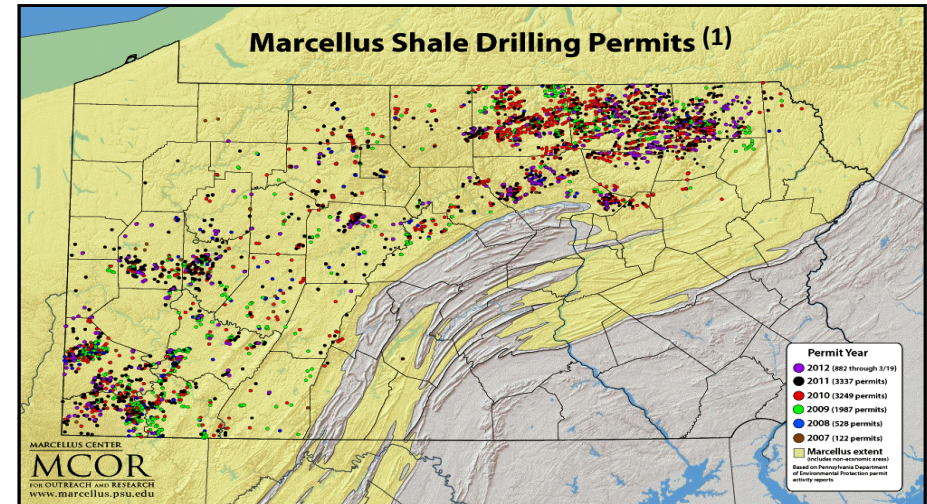 Marcellus Shale Drilling Permits (1)
Permit Year
2012 (882 through 3/19)
2011 (3337 permits)
2010 (3249 permits)
2009 (1987 permits)
2008 (528 permits)
2007 (122 permits)
Marcellus extent
(includes non-economic areas)
Based on Pennsylvania Department
of Environmental Protection permit
activity reports
MARCELLUS CENTER
MCOR
FOR OUTREACH AND RESEARCH
www.marcellus.psu.edu